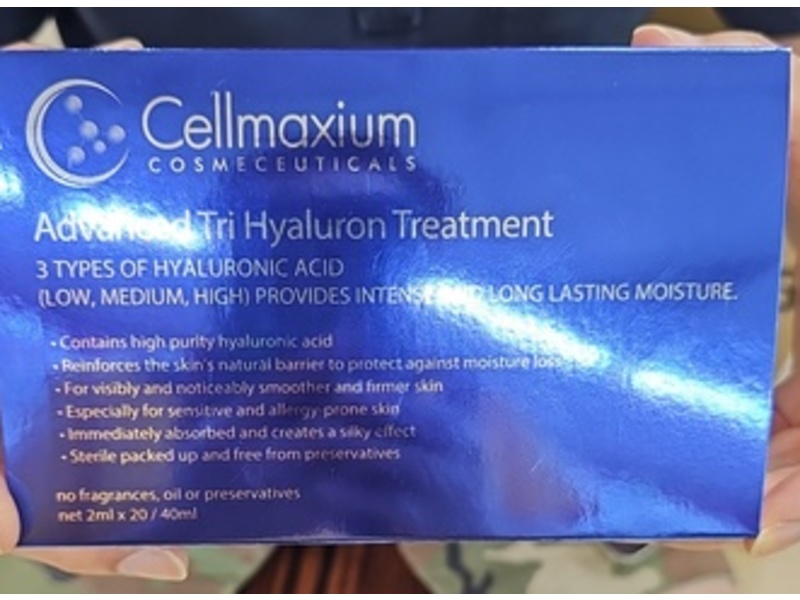 Cellmaxium
COSMECEUTICALS
Advanced Tri Hyaluron Treatment
3 TYPES OF HYALURONIC ACID
(LOW, MEDIUM, HIGH) PROVIDES INTENSE AND LONG LASTING MOISTURE.
• Contains high purity hyaluronic acid
• Reinforces the skin's natural barrier to protect against moisture loss
• For visibly and noticeably smoother and firmer skin
• Especially for sensitive and allergy-prone skin
• Immediately absorbed and creates a silky effect
• Sterile packed up and free from preservatives
no fragrances, oil or preservatives
net 2ml x 20 / 40ml